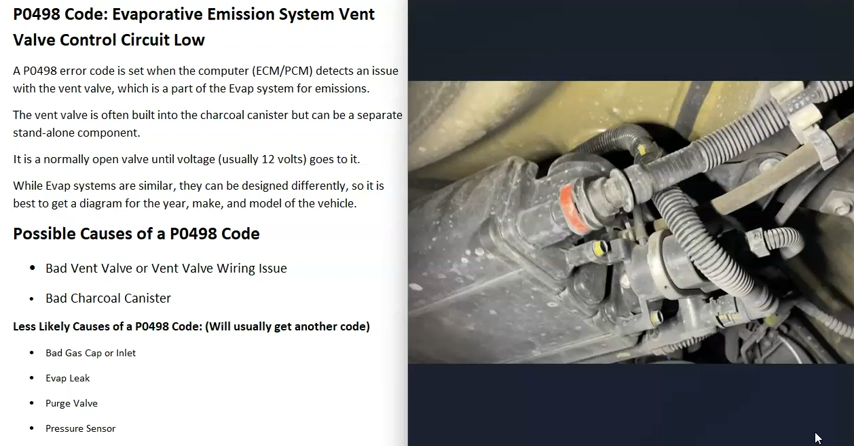 P0498 Code: Evaporative Emission System Vent
Valve Control Circuit Low
A P0498 error code is set when the computer (ECM/PCM) detects an issue
with the vent valve, which is a part of the Evap system for emissions.
The vent valve is often built into the charcoal canister but can be a separate
stand-alone component.
It is a normally open valve until voltage (usually 12 volts) goes to it.
While Evap systems are similar, they can be designed differently, so it is
best to get a diagram for the year, make, and model of the vehicle.
Possible Causes of a P0498 Code
• Bad Vent Valve or Vent Valve Wiring Issue
• Bad Charcoal Canister
Less Likely Causes of a P0498 Code: (Will usually get another code)
• Bad Gas Cap or Inlet
• Evap Leak
• Purge Valve
• Pressure Sensor